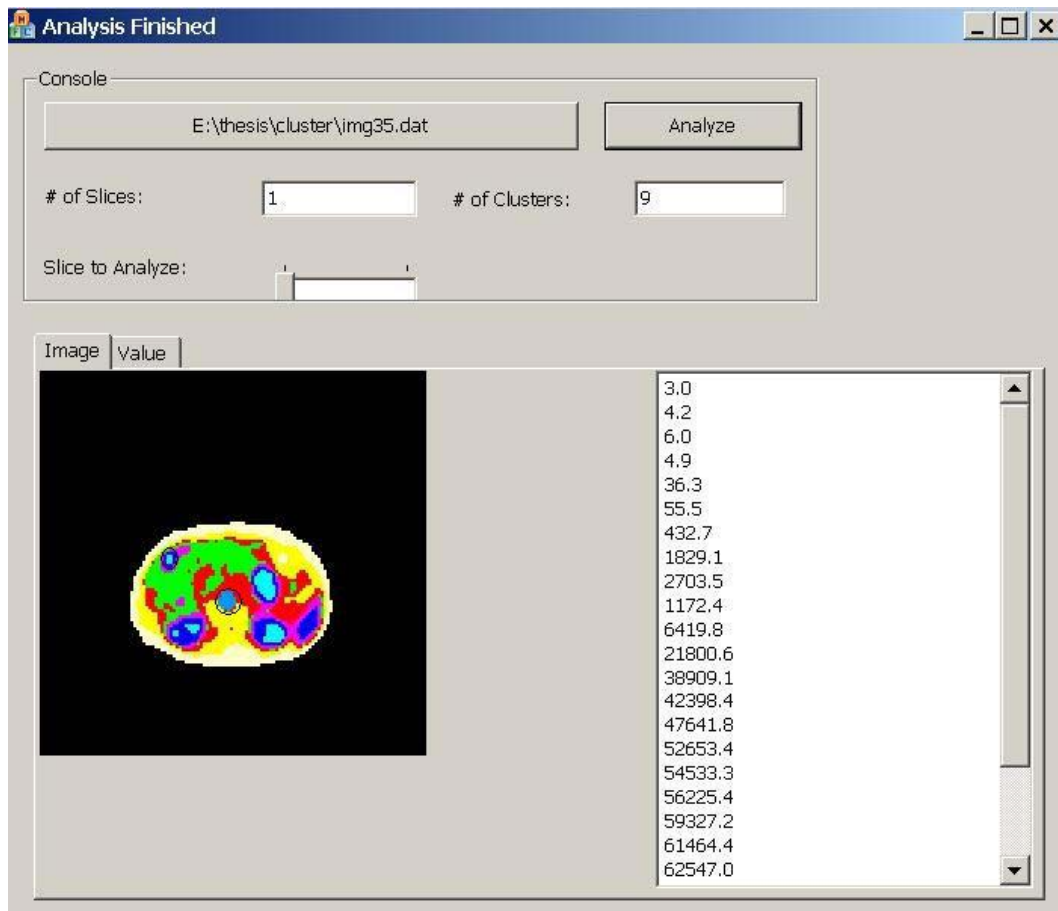 Analysis Finished
Console
E:\thesis\cluster\img35.dat
Analyze
# of Slices:
1
# of Clusters:
9
Slice to Analyze:
Image
Value
3.0
4.2
6.0
4.9
36.3
55.5
432.7
1829.1
2703.5
1172.4
6419.8
21800.6
38909.1
42398.4
47641.8
52653.4
54533.3
56225.4
59327.2
61464.4
62547.0